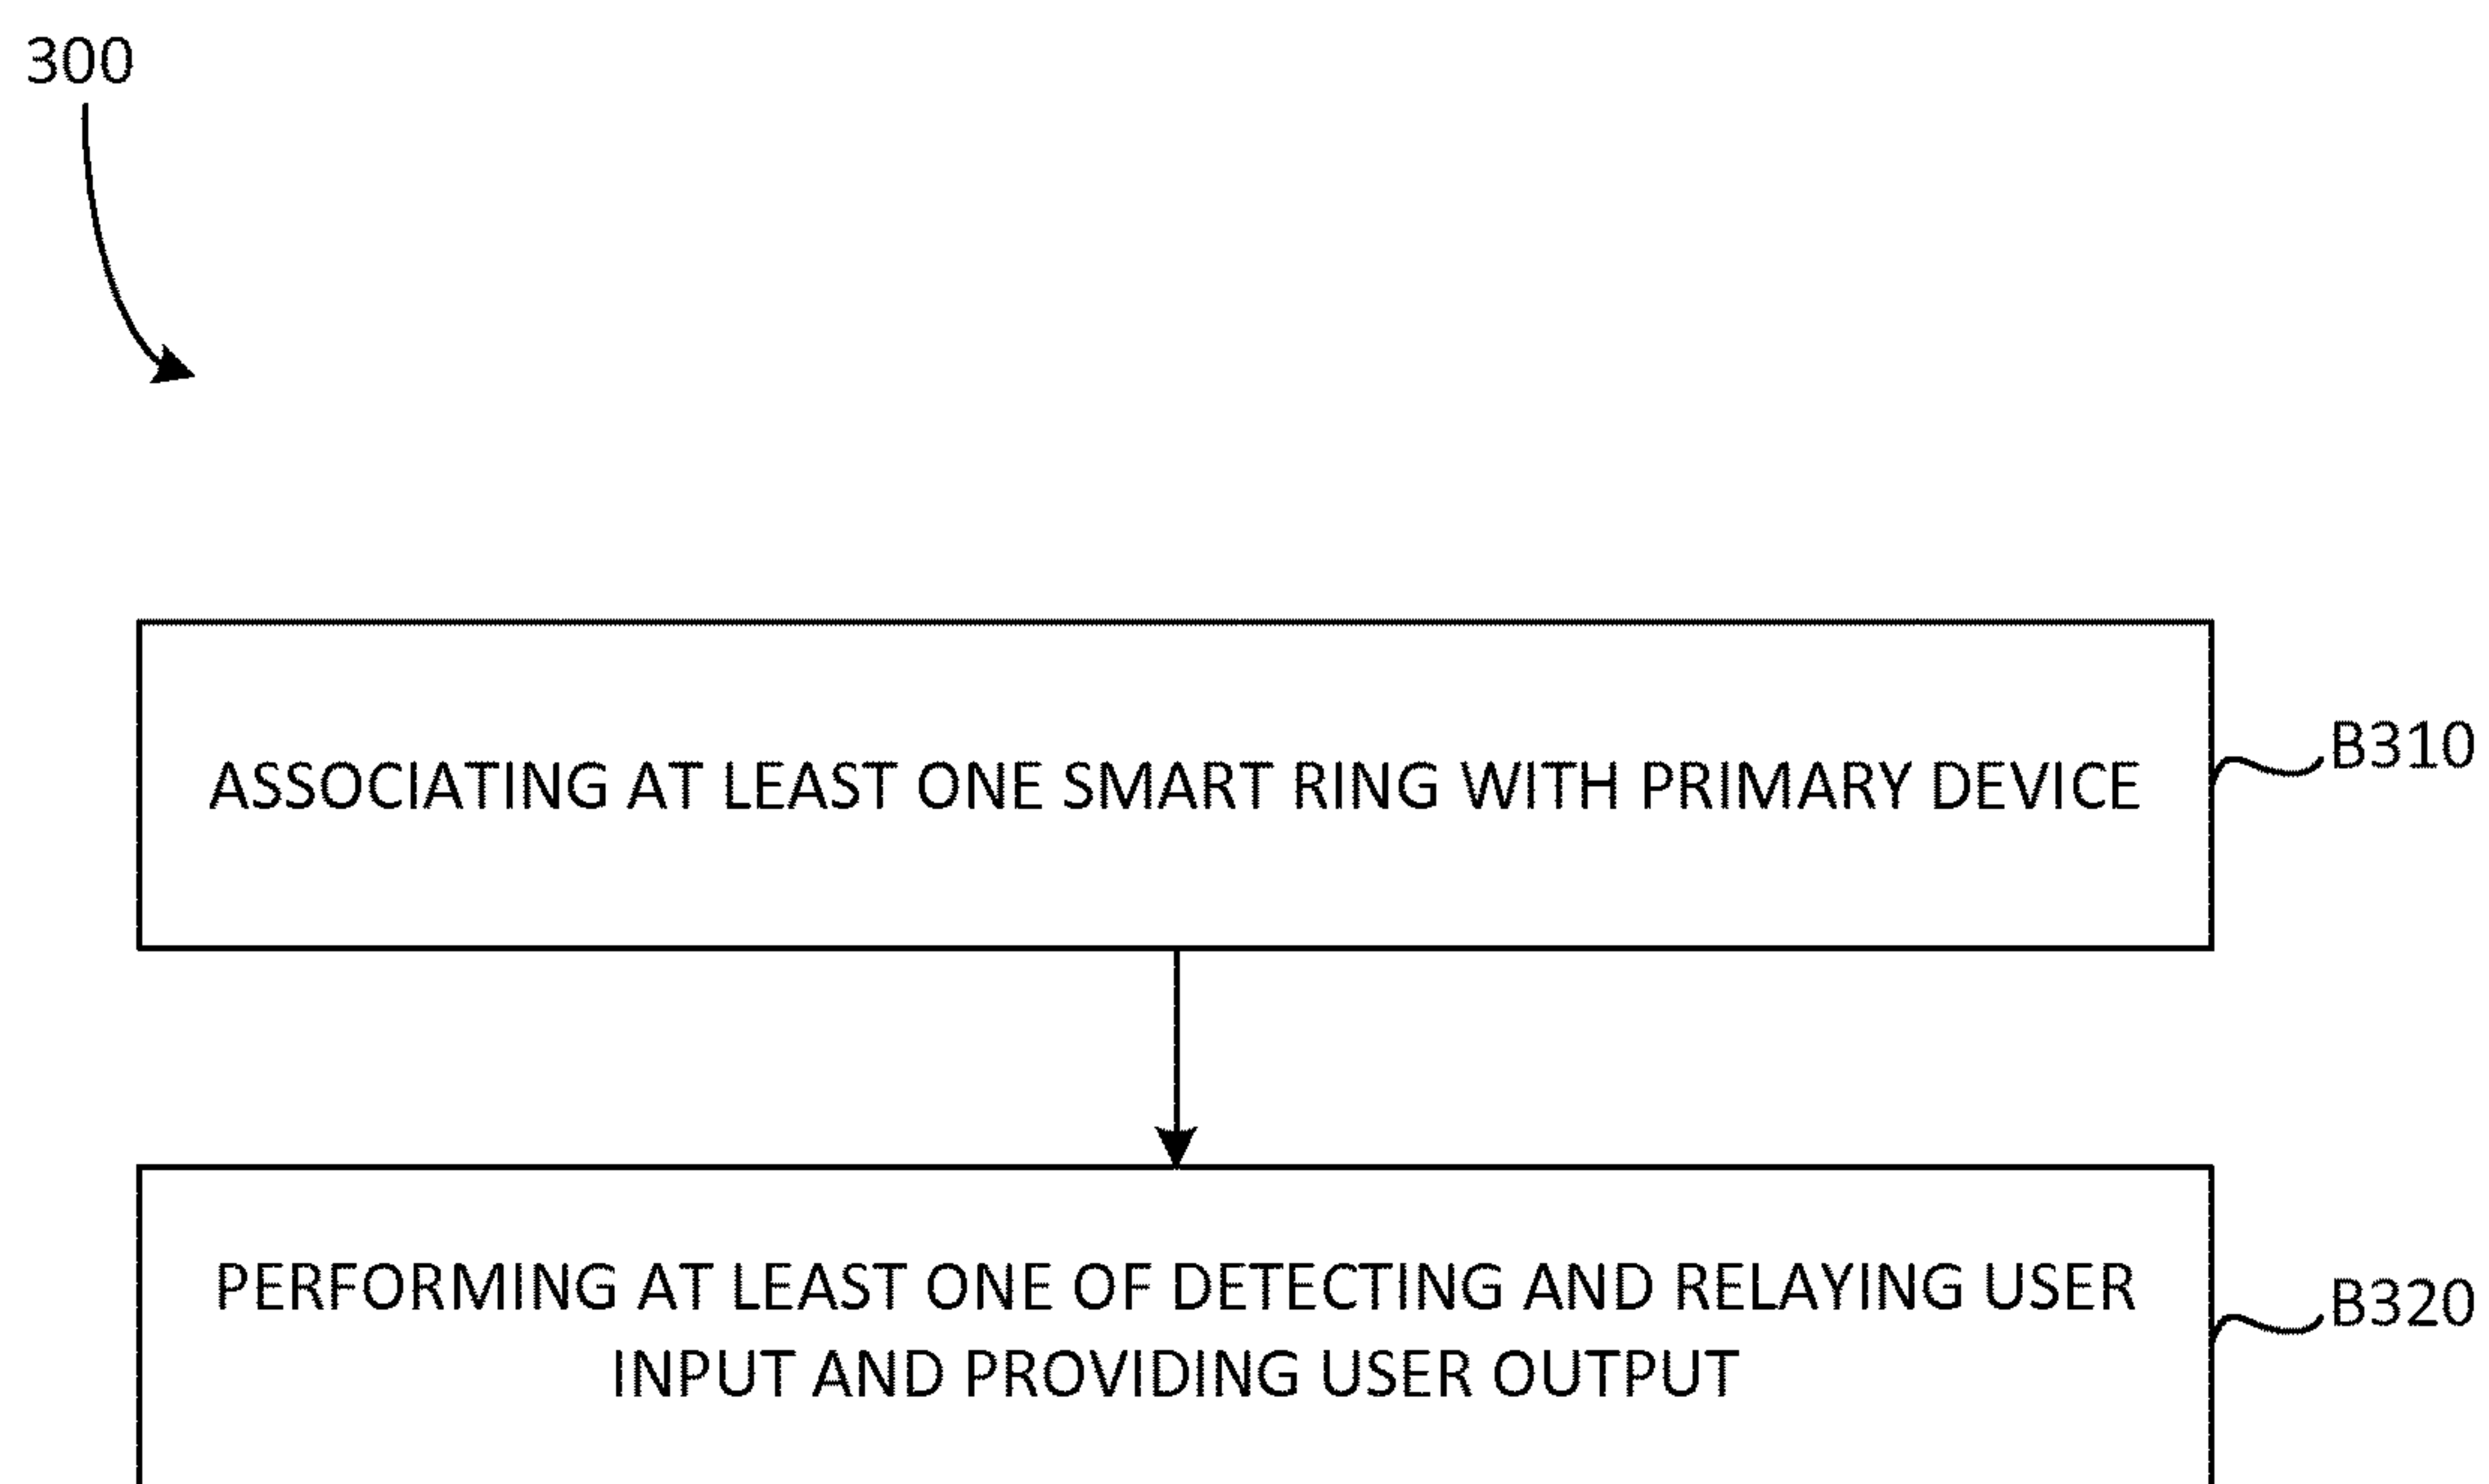 300
ASSOCIATING AT LEAST ONE SMART RING WITH PRIMARY DEVICE
B310
PERFORMING AT LEAST ONE OF DETECTING AND RELAYING USER
INPUT AND PROVIDING USER OUTPUT
B320